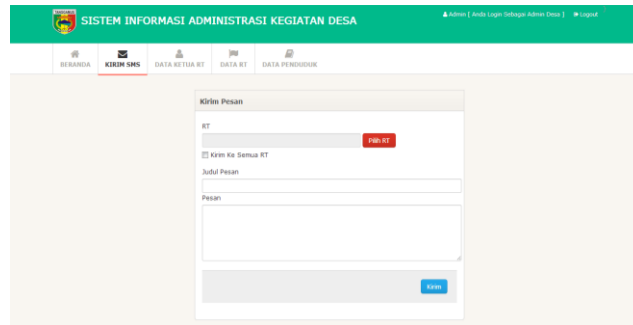 SISTEM INFORMASI ADMINISTRASI KEGIATAN DESA
Admin [ Anda Login Sebagai Admin Desa ] Logout
BERANDA KIRIM SMS DATA KETUA RT DATA RT DATA PENDUDUK
Kirim Pesan
RT
Pilih RT
Kirim Ke Semua RT
Judul Pesan
Pesan
Kirim